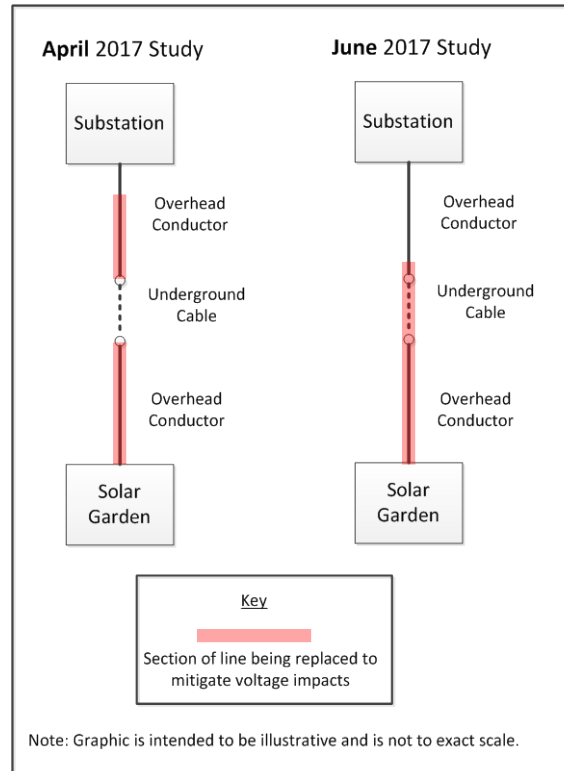 April 2017 Study
Substation
Overhead
Conductor
Underground
Cable
Overhead
Conductor
Solar
Garden
June 2017 Study
Substation
Overhead
Conductor
Underground
Cable
Overhead
Conductor
Solar
Garden
Key
Section of line being replaced to
mitigate voltage impacts
Note: Graphic is intended to be illustrative and is not to exact scale.